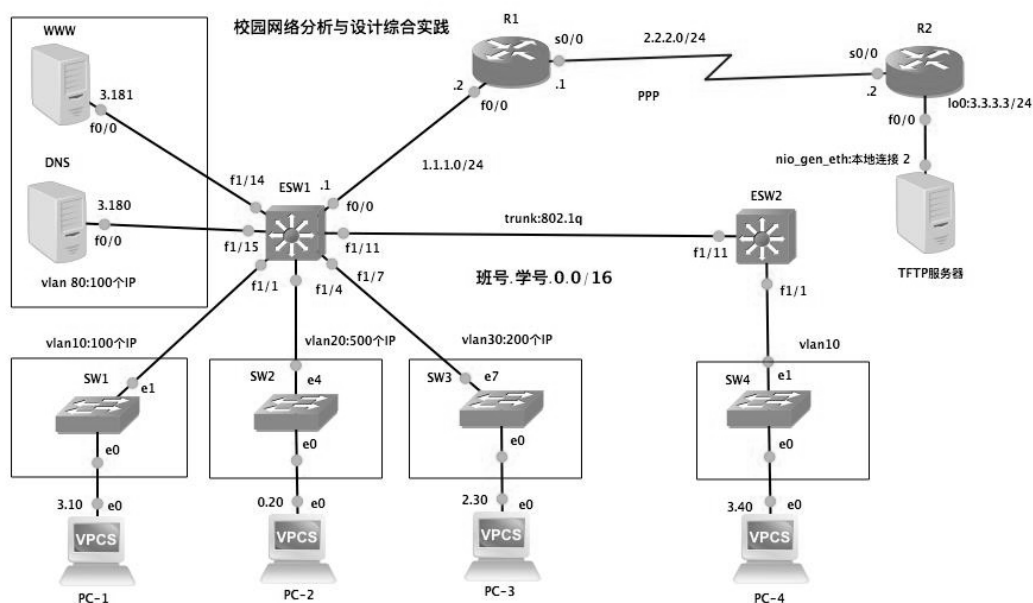 校园网络分析与设计综合实践
WWW
3.181
f0/0
DNS
3.180
f0/0
vlan 80:100个IP
f1/14
f1/15
ESW1
.1
f0/0
f1/11
f1/7
f1/4
f1/1
1.1.1.0/24
R1
s0/0
.1
.2
f0/0
2.2.2.0/24
PPP
R2
s0/0
.2
lo0:3.3.3.3/24
f0/0
nio_gen_eth:本地连接 2
TFTP服务器
trunk:802.1q
ESW2
f1/11
f1/1
班号.学号.0.0/16
vlan10:100个IP
SW1
e1
e0
3.10
e0
VPCS
PC-1
vlan20:500个IP
SW2
e4
e0
0.20
e0
VPCS
PC-2
vlan30:200个IP
SW3
e7
e0
2.30
e0
VPCS
PC-3
vlan10
SW4
e1
e0
3.40
e0
VPCS
PC-4